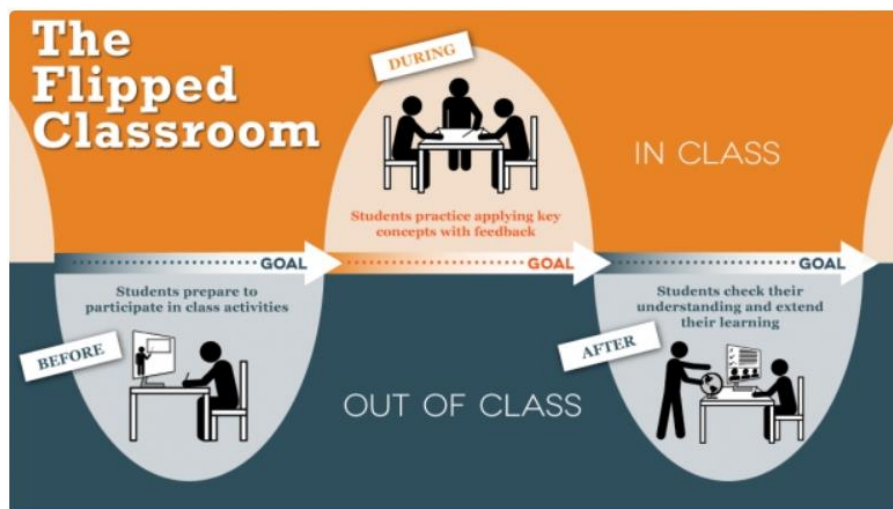 The
Flipped
Classroom
DURING
IN CLASS
Students practice applying key
concepts with feedback
GOAL
GOAL
GOAL
Students prepare to
participate in class activities
BEFORE
OUT OF CLASS
Students check their
understanding and extend
their learning
AFTER